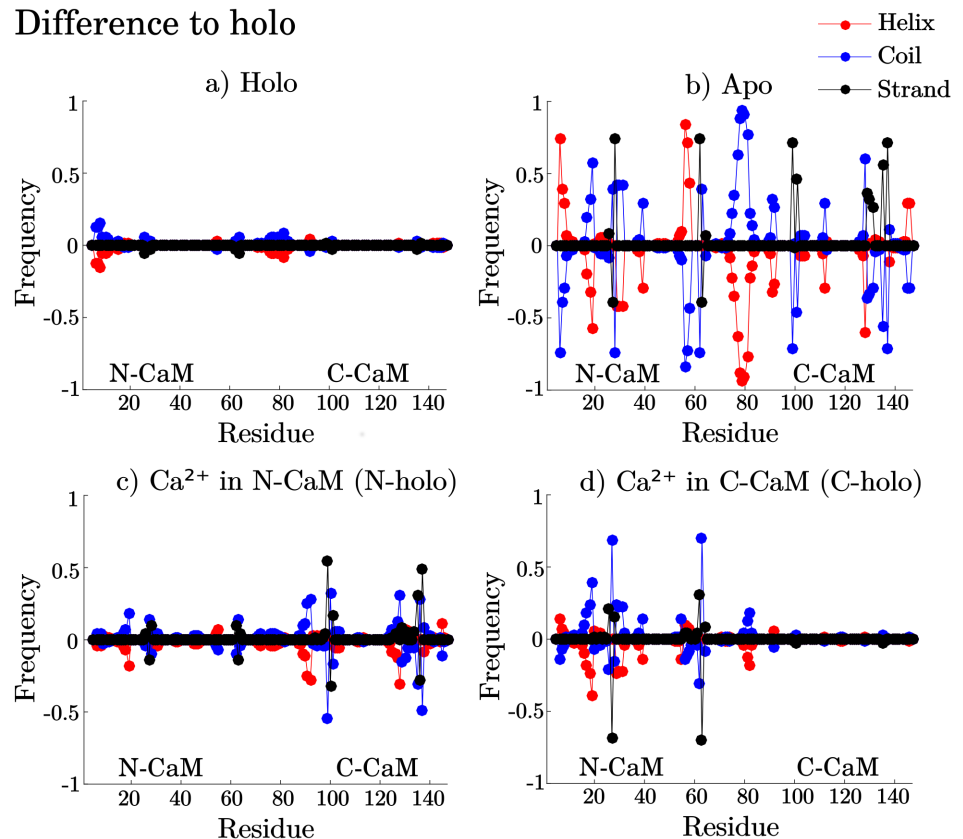 Difference to holo
Helix
Coil
Strand
a) Holo
1
0.5
0
-0.5
-1
Frequency
N-CaM
C-CaM
20 40 60 80 100 120 140
Residue
b) Apo
1
0.5
0
-0.5
-1
Frequency
N-CaM
C-CaM
20 40 60 80 100 120 140
Residue
c) Ca²⁺ in N-CaM (N-holo)
1
0.5
0
-0.5
-1
Frequency
N-CaM
C-CaM
20 40 60 80 100 120 140
Residue
d) Ca²⁺ in C-CaM (C-holo)
1
0.5
0
-0.5
-1
Frequency
N-CaM
C-CaM
20 40 60 80 100 120 140
Residue